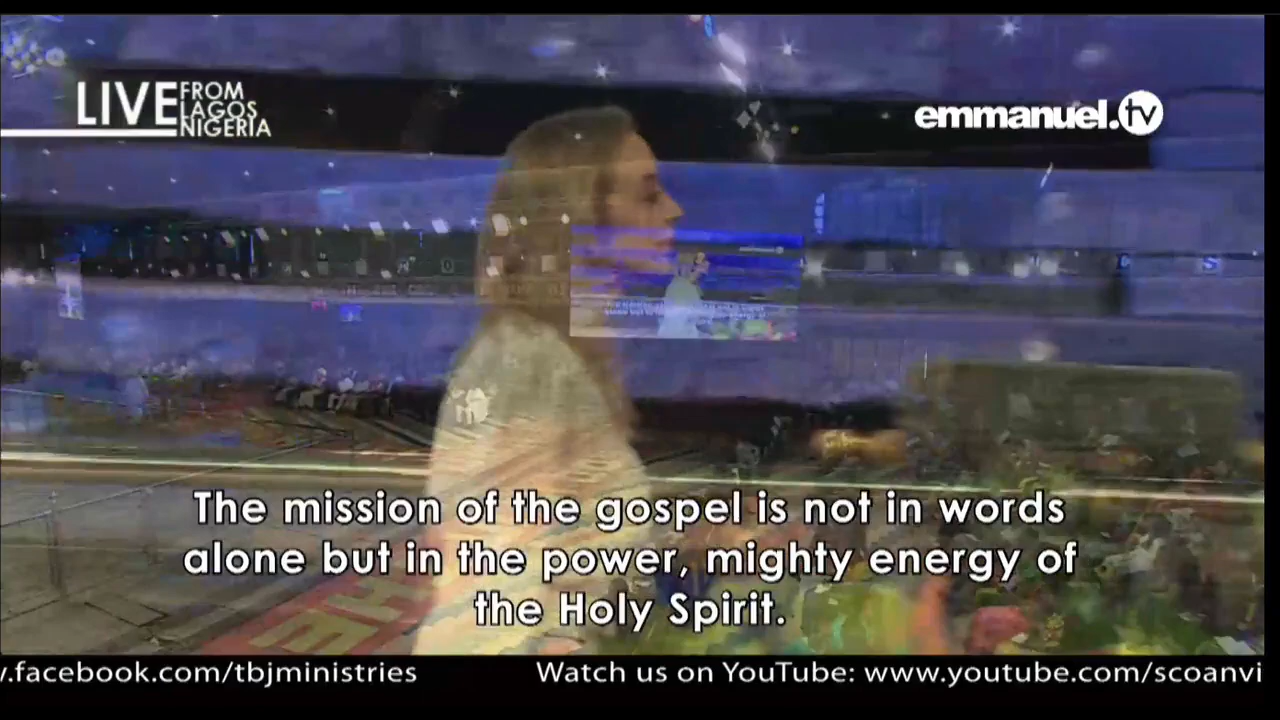 LIVE FROM
LAGOS
NIGERIA
emmanuel.tv
The mission of the gospel is not in words
alone but in the power, mighty energy of
the Holy Spirit.
.facebook.com/tbjministries
Watch us on YouTube: www.youtube.com/scoanvi